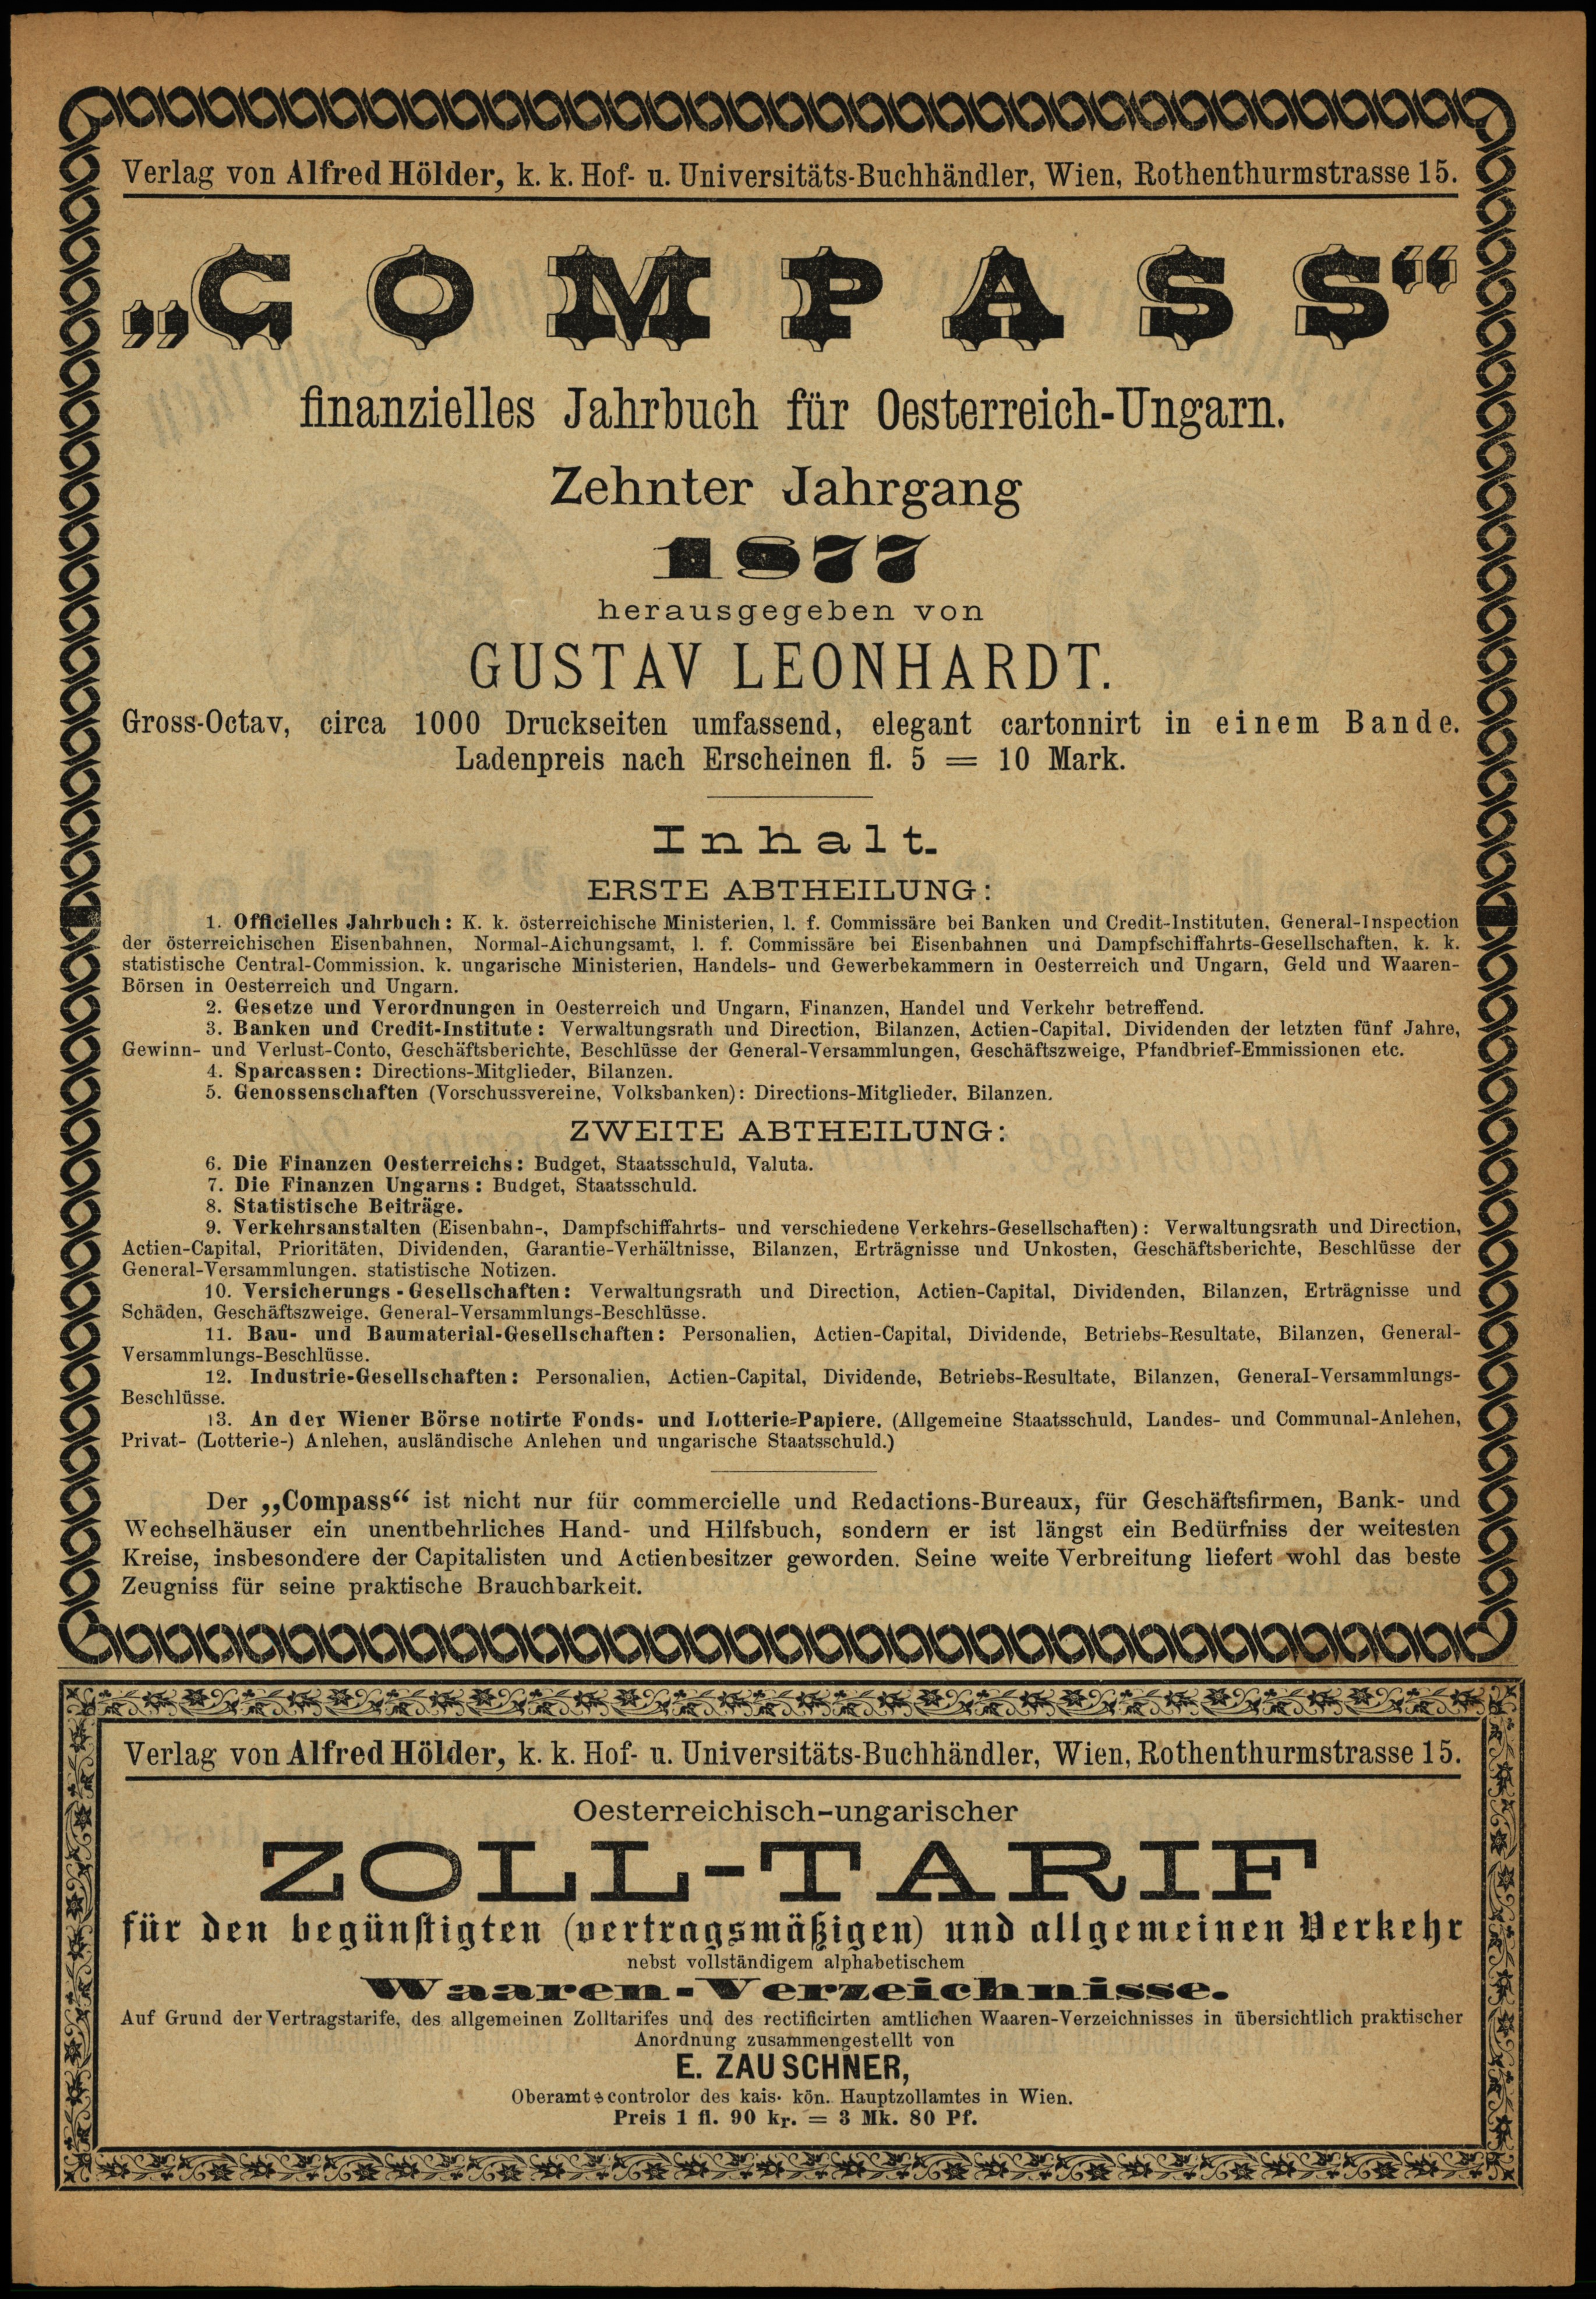 Verlag von Alfred Hölder, k. k. Hof- u. Universitäts-Buchhändler, Wien, Rothenthurmstrasse 15.
„COMPASS“
finanzielles Jahrbuch für Oesterreich-Ungarn.
Zehnter Jahrgang
1877
herausgegeben von
GUSTAV LEONHARDT.
Gross-Octav, circa 1000 Druckseiten umfassend, elegant cartonnirt in einem Bande.
Ladenpreis nach Erscheinen fl. 5 = 10 Mark.
Inhalt.
ERSTE ABTHEILUNG:
1. Officielles Jahrbuch: K. k. österreichische Ministerien, l. f. Commissäre bei Banken und Credit-Instituten, General-Inspection
der österreichischen Eisenbahnen, Normal-Aichungsamt, l. f. Commissäre bei Eisenbahnen und Dampfschiffahrts-Gesellschaften, k. k.
statistische Central-Commission. k. ungarische Ministerien, Handels- und Gewerbekammern in Oesterreich und Ungarn, Geld und Waaren-
Börsen in Oesterreich und Ungarn.
2. Gesetze und Verordnungen in Oesterreich und Ungarn, Finanzen, Handel und Verkehr betreffend.
3. Banken und Credit-Institute: Verwaltungsrath und Direction, Bilanzen, Actien-Capital. Dividenden der letzten fünf Jahre,
Gewinn- und Verlust-Conto, Geschäftsberichte, Beschlüsse der General-Versammlungen, Geschäftszweige, Pfandbrief-Emmissionen etc.
4. Sparcassen: Directions-Mitglieder, Bilanzen.
5. Genossenschaften (Vorschussvereine, Volksbanken): Directions-Mitglieder, Bilanzen.
ZWEITE ABTHEILUNG:
6. Die Finanzen Oesterreichs: Budget, Staatsschuld, Valuta.
7. Die Finanzen Ungarns: Budget, Staatsschuld.
8. Statistische Beiträge.
9. Verkehrsanstalten (Eisenbahn-, Dampfschiffahrts- und verschiedene Verkehrs-Gesellschaften): Verwaltungsrath und Direction,
Actien-Capital, Prioritäten, Dividenden, Garantie-Verhältnisse, Bilanzen, Erträgnisse und Unkosten, Geschäftsberichte, Beschlüsse der
General-Versammlungen. statistische Notizen.
10. Versicherungs-Gesellschaften: Verwaltungsrath und Direction, Actien-Capital, Dividenden, Bilanzen, Erträgnisse und
Schäden, Geschäftszweige, General-Versammlungs-Beschlüsse.
11. Bau- und Baumaterial-Gesellschaften: Personalien, Actien-Capital, Dividende, Betriebs-Resultate, Bilanzen, General-
Versammlungs-Beschlüsse.
12. Industrie-Gesellschaften: Personalien, Actien-Capital, Dividende, Betriebs-Resultate, Bilanzen, General-Versammlungs-
Beschlüsse.
13. An der Wiener Börse notirte Fonds- und Lotterie-Papiere. (Allgemeine Staatsschuld, Landes- und Communal-Anlehen,
Privat- (Lotterie-) Anlehen, ausländische Anlehen und ungarische Staatsschuld.)
Der „Compass“ ist nicht nur für commercielle und Redactions-Bureaux, für Geschäftsfirmen, Bank- und
Wechselhäuser ein unentbehrliches Hand- und Hilfsbuch, sondern er ist längst ein Bedürfniss der weitesten
Kreise, insbesondere der Capitalisten und Actienbesitzer geworden. Seine weite Verbreitung liefert wohl das beste
Zeugniss für seine praktische Brauchbarkeit.
Verlag von Alfred Hölder, k. k. Hof- u. Universitäts-Buchhändler, Wien, Rothenthurmstrasse 15.
Oesterreichisch-ungarischer
ZOLL-TARIF
für den begünstigten (vertragsmäßigen) und allgemeinen Verkehr
nebst vollständigem alphabetischem
Waaren-Verzeichnisse.
Auf Grund der Vertragstarife, des allgemeinen Zolltarifes und des rectificirten amtlichen Waaren-Verzeichnisses in übersichtlich praktischer
Anordnung zusammengestellt von
E. ZAUSCHNER,
Oberamtscontrolor des kais. kön. Hauptzollamtes in Wien.
Preis 1 fl. 90 kr. = 3 Mk. 80 Pf.